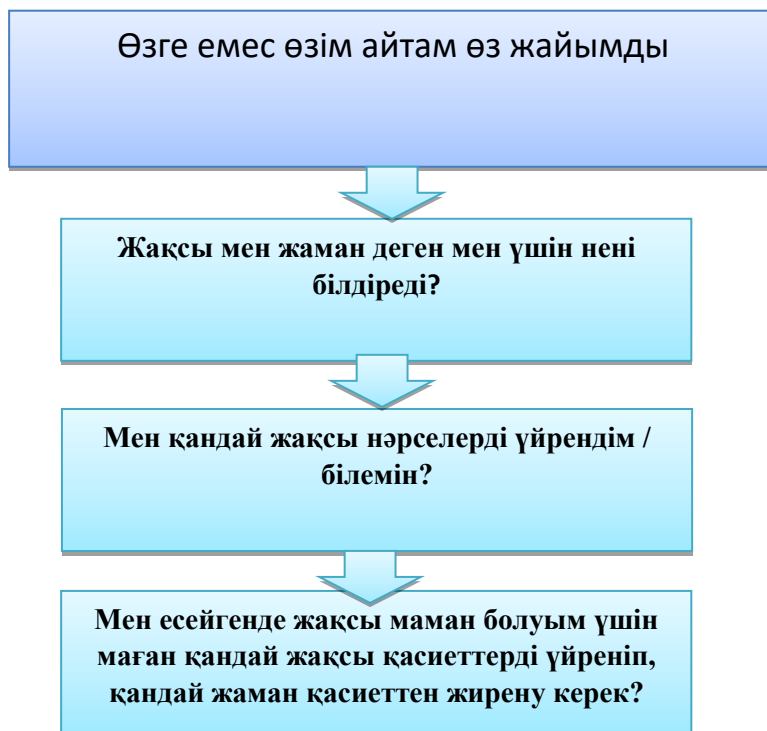 Өзге емес өзім айтам өз жайымды
Жақсы мен жаман деген мен үшін нені
білдіреді?
Мен қандай жақсы нәрселерді үйрендім /
білемін?
Мен есейгенде жақсы маман болуым үшін
маған қандай жақсы қасиеттерді үйреніп,
қандай жаман қасиеттен жирену керек?